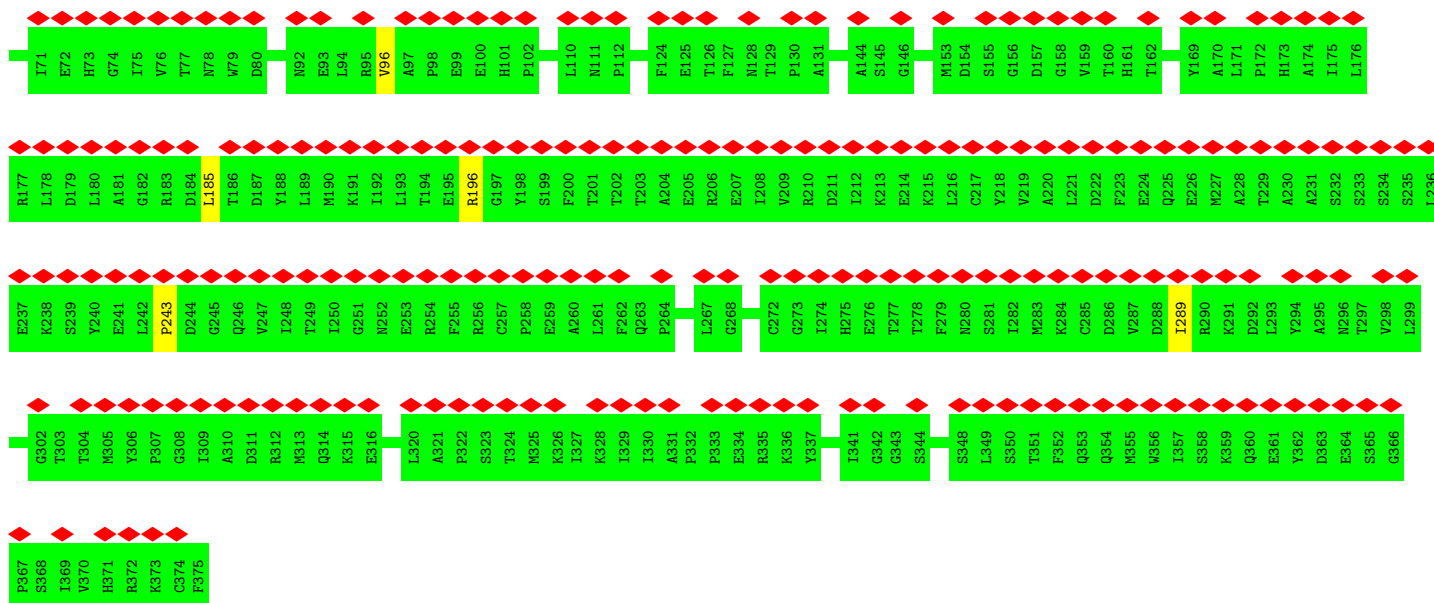 I71 E72 H73 G74 I75 V76 T77 N78 W79 D80 N92 E93 L94 R95 V96 A97 P98 E99 E100 H101 P102 L110 N111 P112 F124 E125 T126 F127 N128 T129 P130 A131 A144 S145 G146 M153 D154 S155 G156 D157 G158 V159 T160 H161 T162 Y169 A170 L171 P172 H173 A174 I175 L176
R177 L178 D179 L180 A181 G182 R183 D184 L185 T186 D187 Y188 L189 M190 K191 I192 L193 T194 E195 R196 G197 Y198 S199 F200 T201 T202 T203 A204 E205 R206 E207 I208 V209 R210 D211 I212 K213 E214 K215 L216 C217 Y218 V219 A220 L221 D222 F223 E224 Q225 E226 M227 A228 T229 A230 A231 S232 S233 S234 S235 L236
E237 K238 S239 Y240 E241 L242 P243 D244 G245 Q246 V247 I248 T249 I250 G251 N252 E253 R254 F255 R256 C257 P258 E259 A260 L261 F262 Q263 P264 L267 G268 C272 G273 I274 H275 E276 T277 T278 F279 N280 S281 I282 M283 K284 C285 D286 V287 D288 I289 R290 K291 D292 L293 Y294 A295 N296 T297 V298 L299
G302 T303 T304 M305 Y306 P307 G308 I309 A310 D311 R312 M313 Q314 K315 E316 L320 A321 P322 S323 T324 M325 K326 I327 K328 I329 I330 A331 P332 P333 E334 R335 K336 Y337 I341 G342 G343 S344 S348 L349 S350 T351 F352 Q353 Q354 M355 W356 I357 S358 K359 Q360 E361 Y362 D363 E364 S365 G366
P367 S368 I369 V370 H371 R372 K373 C374 F375